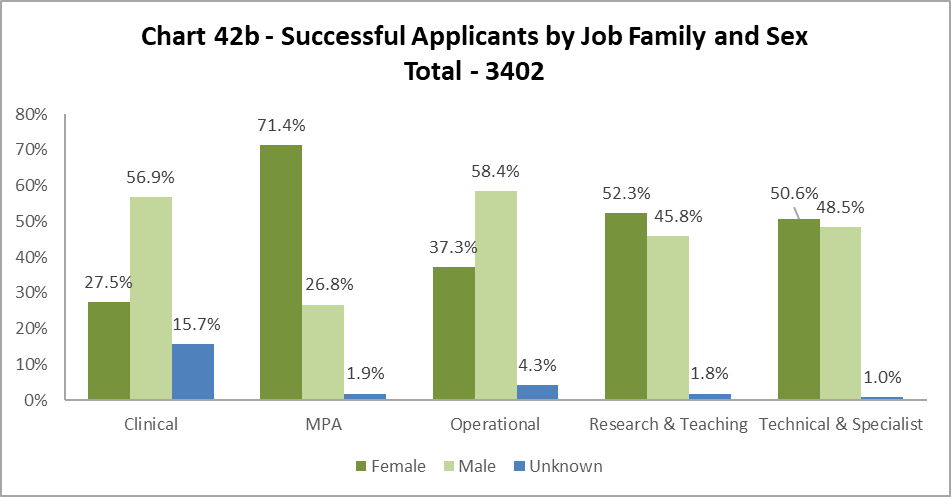 Chart 42b - Successful Applicants by Job Family and Sex
Total - 3402
80%
70%
60%
50%
40%
30%
20%
10%
0%
27.5%
56.9%
15.7%
71.4%
26.8%
1.9%
37.3%
58.4%
4.3%
52.3%
45.8%
1.8%
50.6%
48.5%
1.0%
Clinical
MPA
Operational
Research & Teaching
Technical & Specialist
Female
Male
Unknown